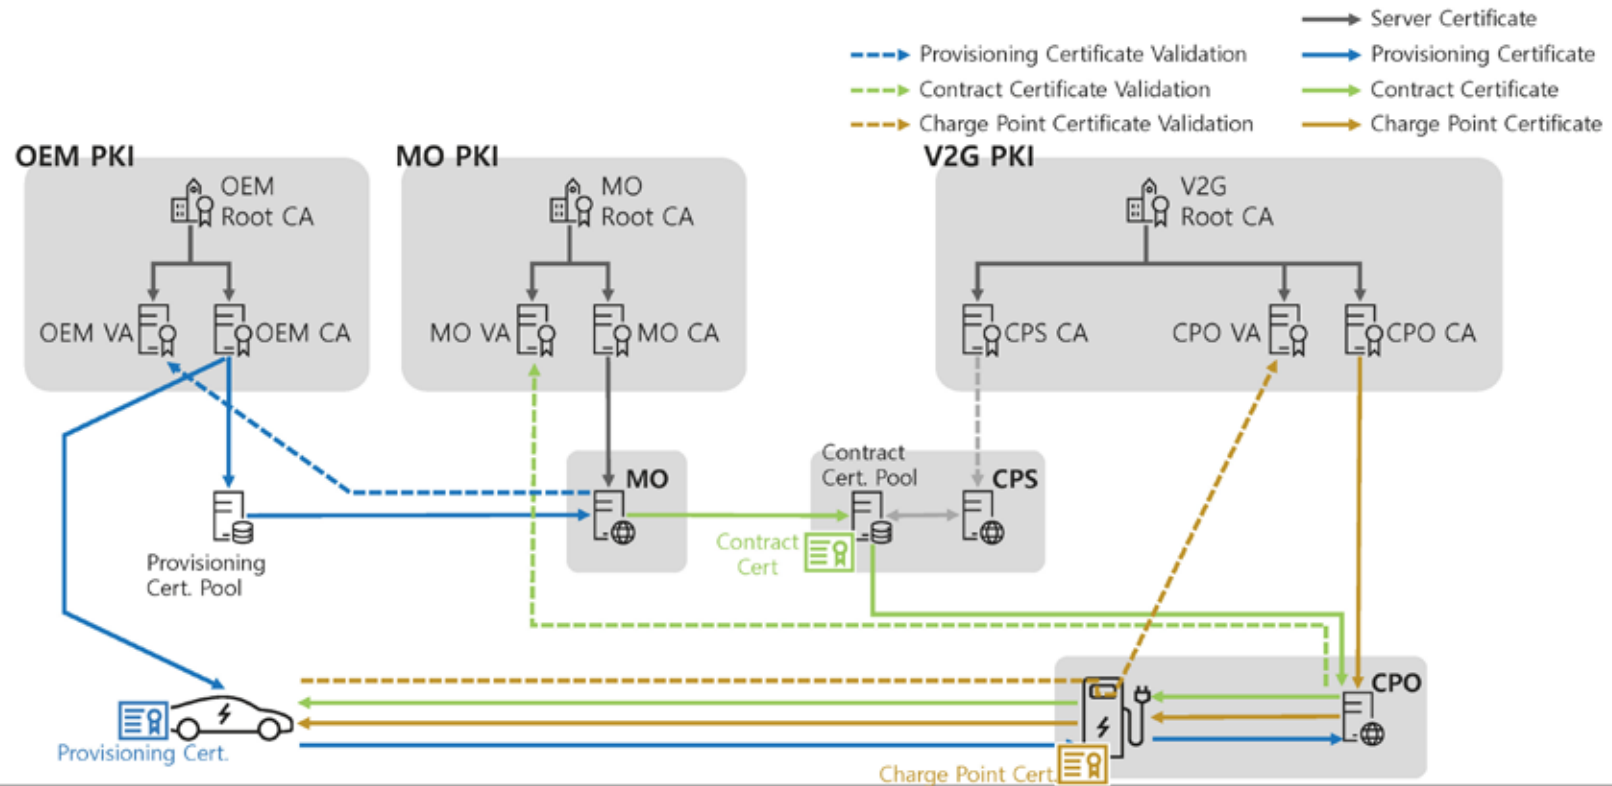 Server Certificate
Provisioning Certificate Validation
Provisioning Certificate
Contract Certificate Validation
Contract Certificate
Charge Point Certificate Validation
Charge Point Certificate
OEM PKI
MO PKI
V2G PKI
OEM
Root CA
MO
Root CA
V2G
Root CA
OEM VA
OEM CA
MO VA
MO CA
CPS CA
CPO VA
CPO CA
MO
Contract
Cert. Pool
CPS
Contract
Cert
Provisioning
Cert. Pool
CPO
Provisioning Cert.
Charge Point Cert.